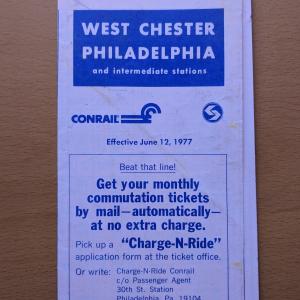 WEST CHESTER
PHILADELPHIA
and intermediate stations
CONRAIL
Effective June 12, 1977
Beat that line!
Get your monthly
commutation tickets
by mail—automatically—
at no extra charge.
Pick up a "Charge-N-Ride"
application form at the ticket office.
Or write: Charge-N-Ride Conrail
c/o Passenger Agent
30th St. Station
Philadelphia, Pa. 19104